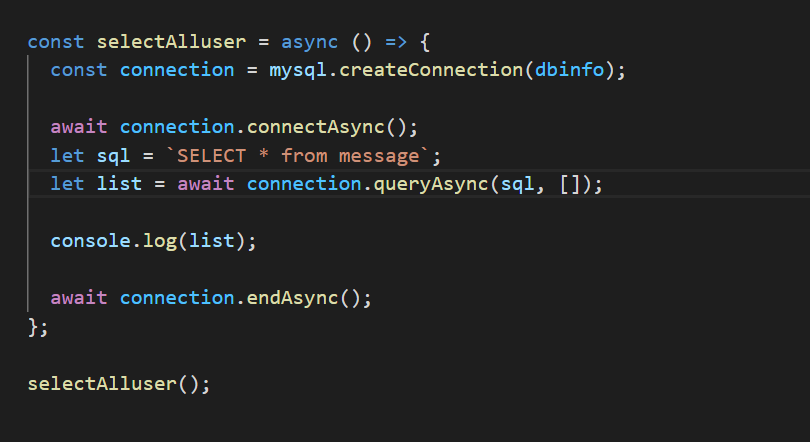 const selectAlluser = async () => {
const connection = mysql.createConnection(dbinfo);
await connection.connectAsync();
let sql = `SELECT * from message`;
let list = await connection.queryAsync(sql, []);
console.log(list);
await connection.endAsync();
};
selectAlluser();